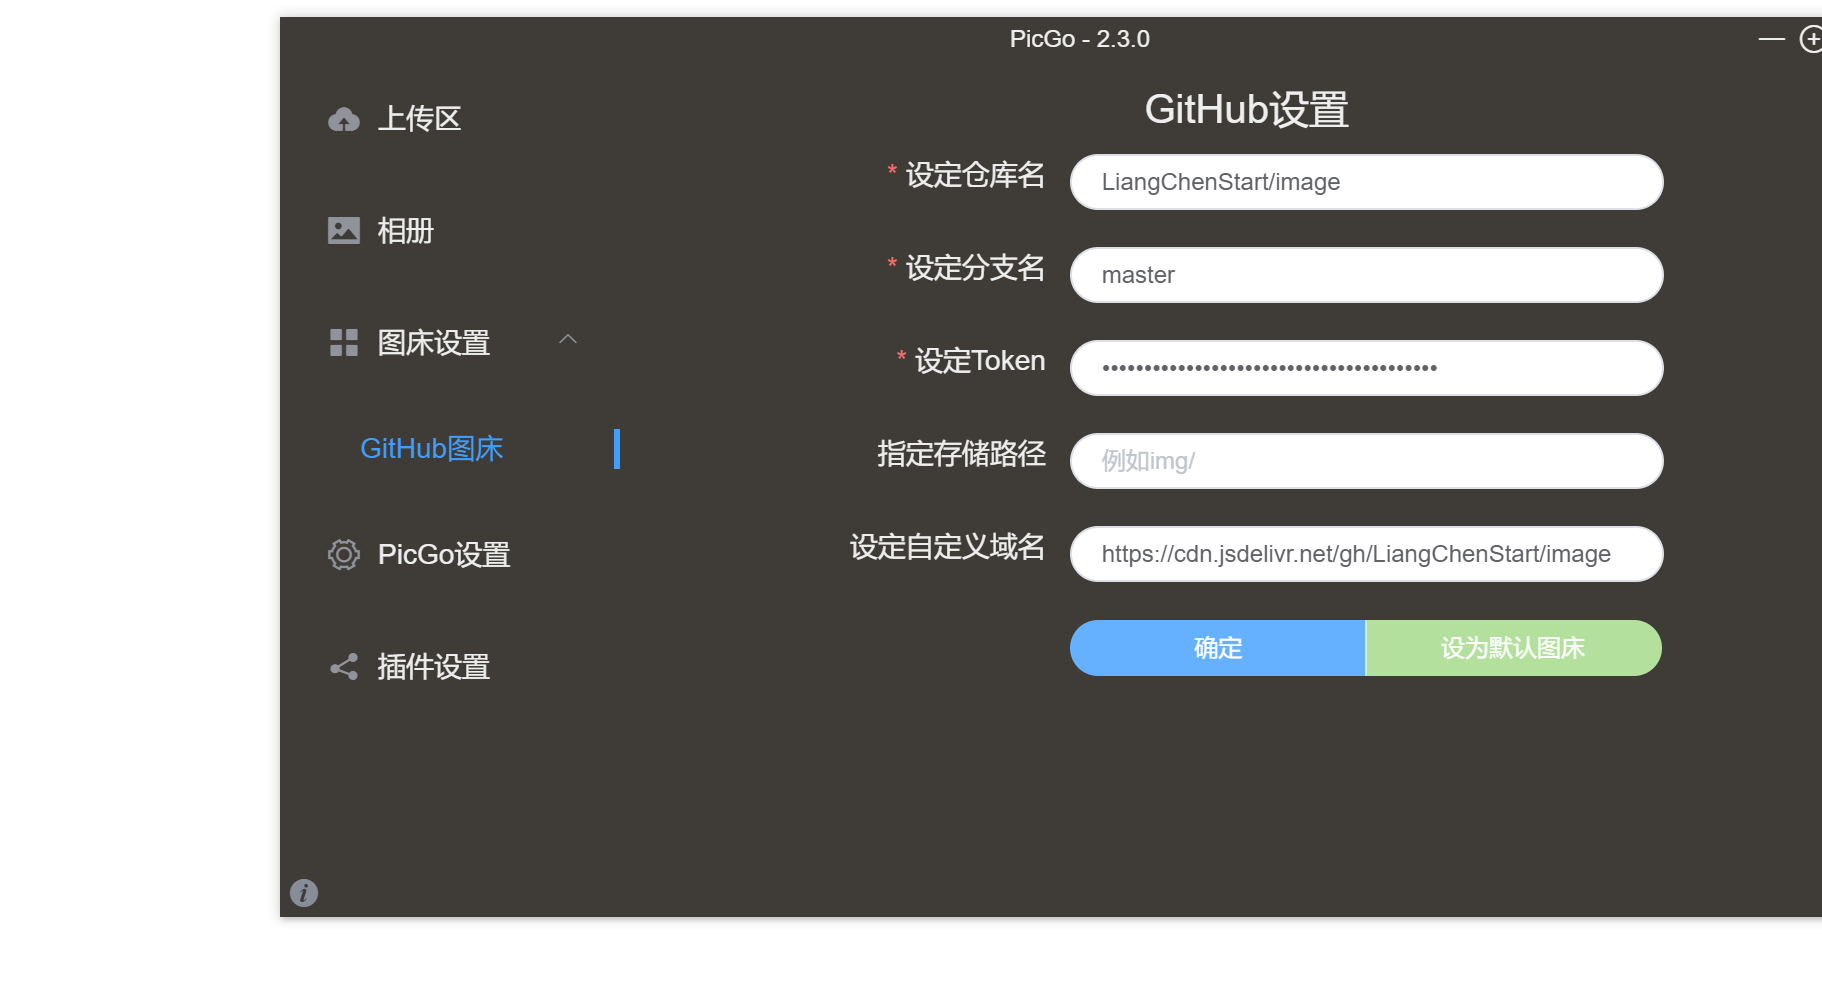 PicGo - 2.3.0
上传区
相册
图床设置
GitHub图床
PicGo设置
插件设置
GitHub设置
* 设定仓库名 LiangChenStart/image
* 设定分支名 master
* 设定Token ••••••••••••••••••••••••••••••••••••••••
指定存储路径 例如img/
设定自定义域名 https://cdn.jsdelivr.net/gh/LiangChenStart/image
确定 设为默认图床